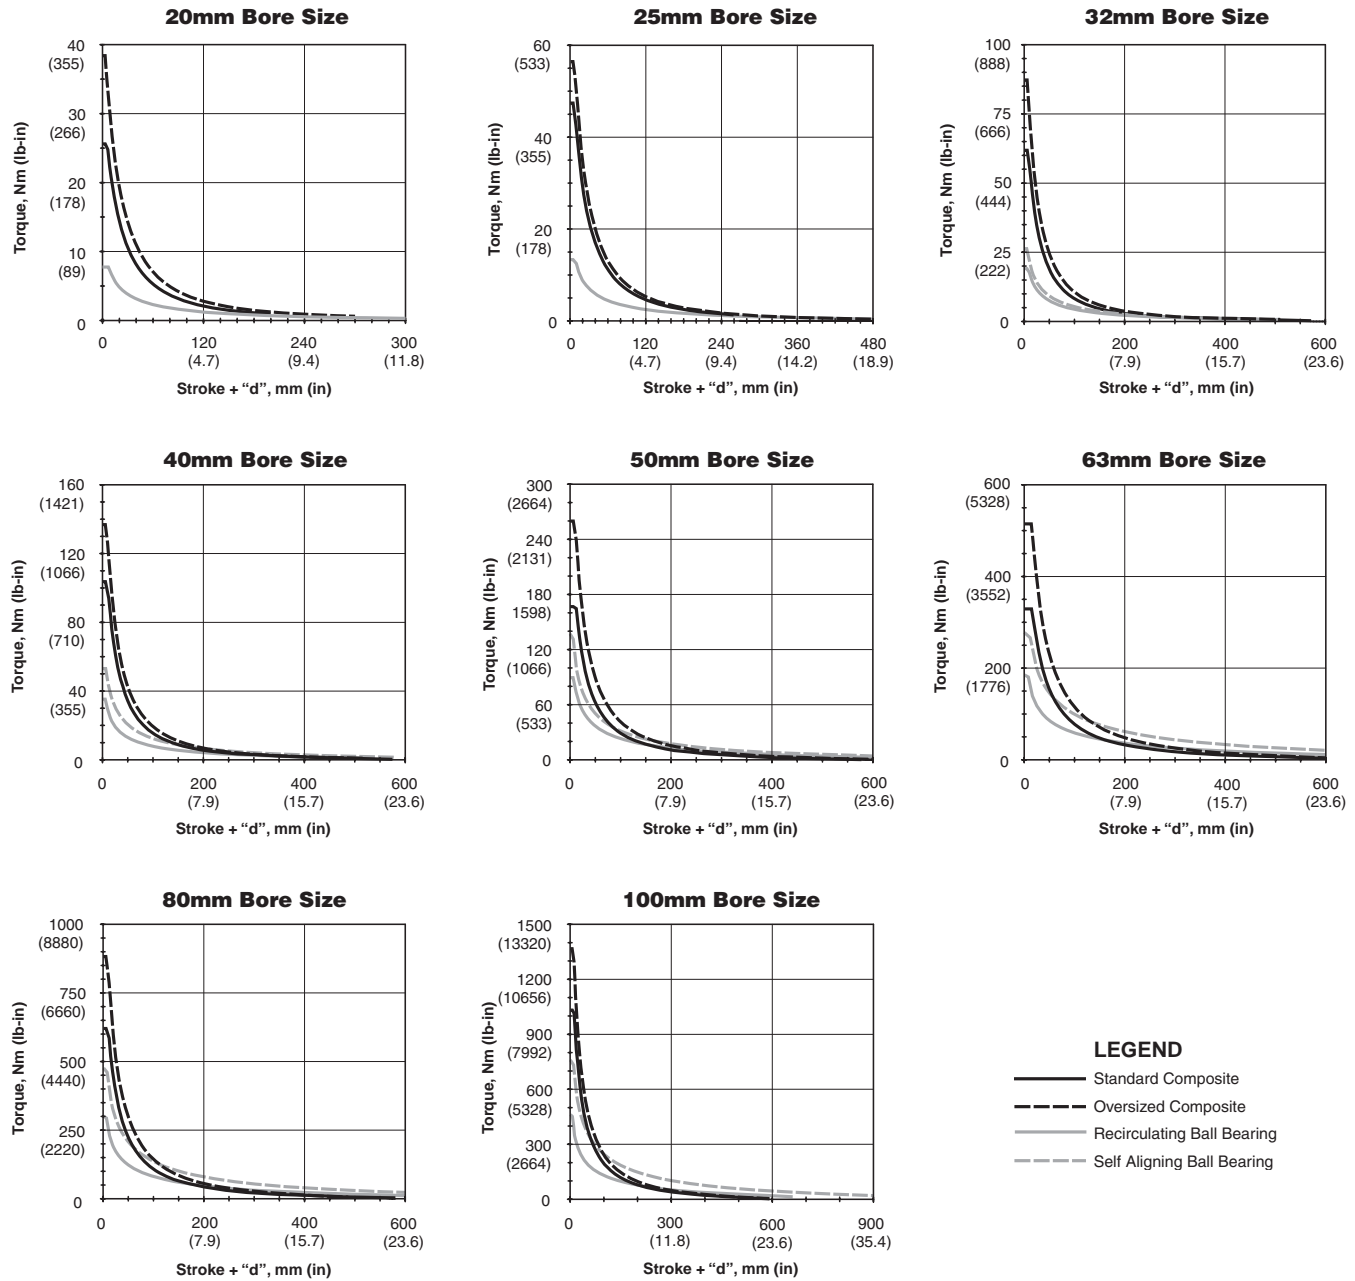 20mm Bore Size
Torque, Nm (lb-in)
40
(355)
30
(266)
20
(178)
10
(89)
0
0 120 240 300
(4.7) (9.4) (11.8)
Stroke + “d”, mm (in)
25mm Bore Size
Torque, Nm (lb-in)
60
(533)
40
(355)
20
(178)
0
0 120 240 360 480
(4.7) (9.4) (14.2) (18.9)
Stroke + “d”, mm (in)
32mm Bore Size
Torque, Nm (lb-in)
100
(888)
75
(666)
50
(444)
25
(222)
0
0 200 400 600
(7.9) (15.7) (23.6)
Stroke + “d”, mm (in)
40mm Bore Size
Torque, Nm (lb-in)
160
(1421)
120
(1066)
80
(710)
40
(355)
0
0 200 400 600
(7.9) (15.7) (23.6)
Stroke + “d”, mm (in)
50mm Bore Size
Torque, Nm (lb-in)
300
(2664)
240
(2131)
180
1598)
120
(1066)
60
(533)
0
0 200 400 600
(7.9) (15.7) (23.6)
Stroke + “d”, mm (in)
63mm Bore Size
Torque, Nm (lb-in)
600
(5328)
400
(3552)
200
(1776)
0
0 200 400 600
(7.9) (15.7) (23.6)
Stroke + “d”, mm (in)
80mm Bore Size
Torque, Nm (lb-in)
1000
(8880)
750
(6660)
500
(4440)
250
(2220)
0
0 200 400 600
(7.9) (15.7) (23.6)
Stroke + “d”, mm (in)
100mm Bore Size
Torque, Nm (lb-in)
1500
(13320)
1200
(10656)
900
(7992)
600
(5328)
300
(2664)
0
0 300 600 900
(11.8) (23.6) (35.4)
Stroke + “d”, mm (in)
LEGEND
Standard Composite
Oversized Composite
Recirculating Ball Bearing
Self Aligning Ball Bearing